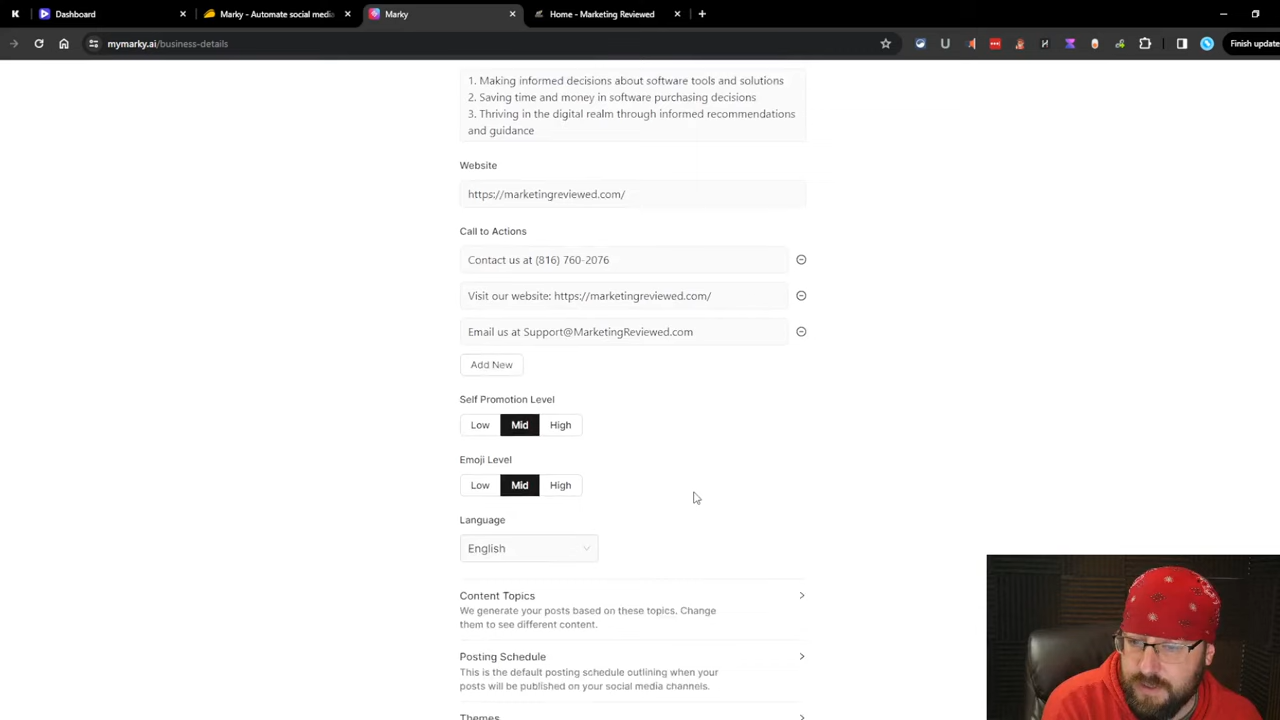 Dashboard
Marky - Automate social media
Marky
Home - Marketing Reviewed
mymarky.ai/business-details
Finish update
1. Making informed decisions about software tools and solutions
2. Saving time and money in software purchasing decisions
3. Thriving in the digital realm through informed recommendations
and guidance
Website
https://marketingreviewed.com/
Call to Actions
Contact us at (816) 760-2076
Visit our website: https://marketingreviewed.com/
Email us at Support@MarketingReviewed.com
Add New
Self Promotion Level
Low Mid High
Emoji Level
Low Mid High
Language
English
Content Topics
We generate your posts based on these topics. Change
them to see different content.
Posting Schedule
This is the default posting schedule outlining when your
posts will be published on your social media channels.
Themes